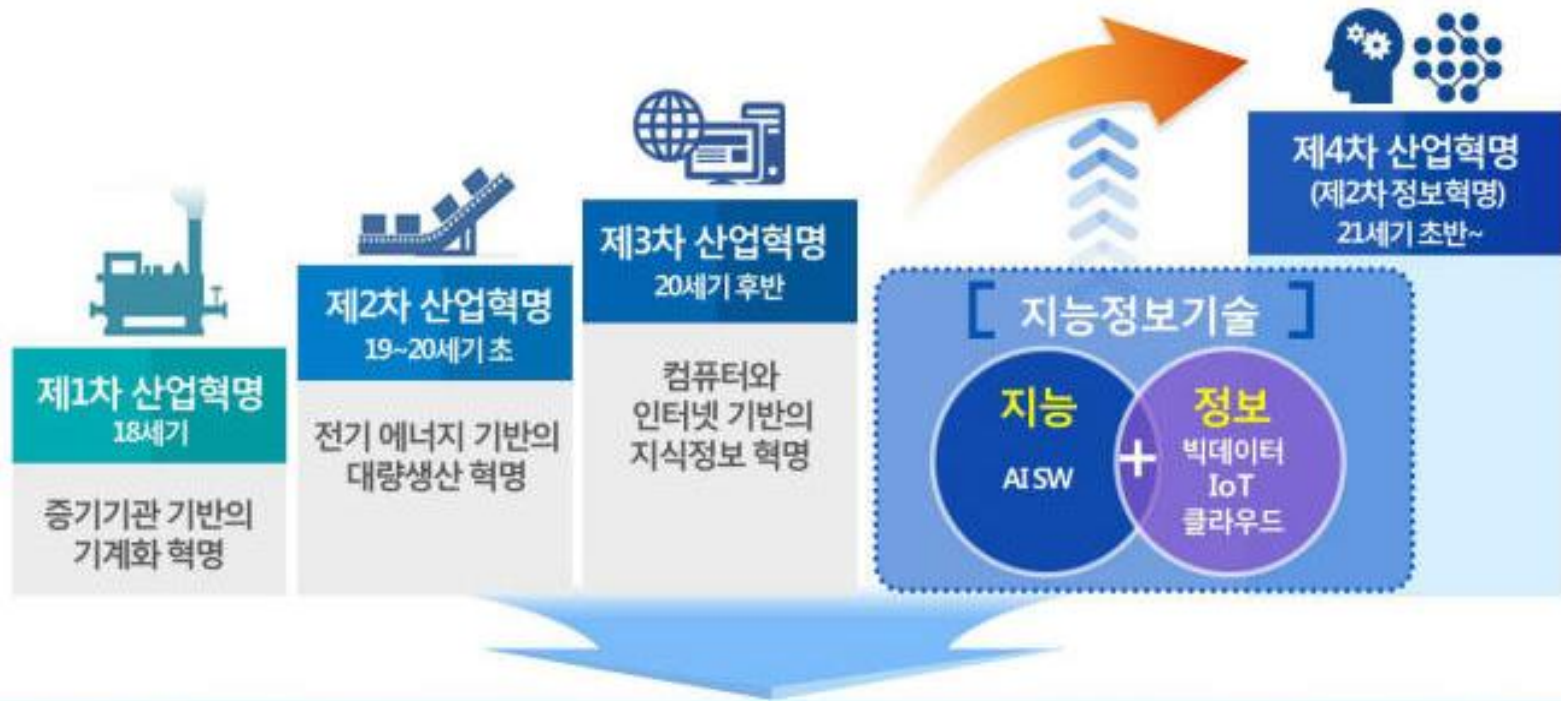 제1차 산업혁명
18세기
증기기관 기반의
기계화 혁명
제2차 산업혁명
19~20세기 초
전기 에너지 기반의
대량생산 혁명
제3차 산업혁명
20세기 후반
컴퓨터와
인터넷 기반의
지식정보 혁명
[ 지능정보기술 ]
지능
AI SW
+
정보
빅데이터
IoT
클라우드
제4차 산업혁명
(제2차 정보혁명)
21세기 초반~